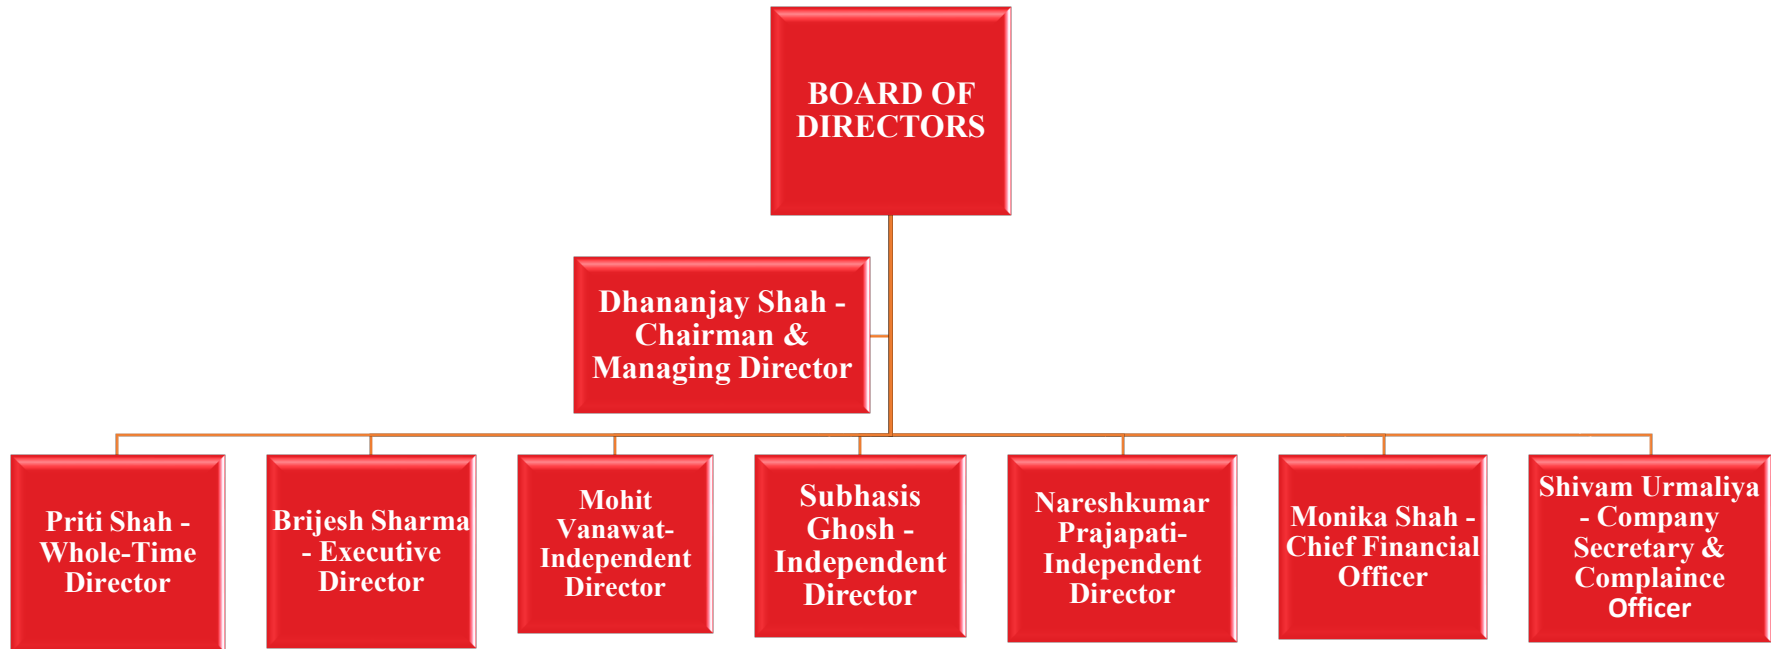 BOARD OF
DIRECTORS
Dhananjay Shah -
Chairman &
Managing Director
Priti Shah -
Whole-Time
Director
Brijesh Sharma
- Executive
Director
Mohit
Vanawat-
Independent
Director
Subhasis
Ghosh -
Independent
Director
Nareshkumar
Prajapati-
Independent
Director
Monika Shah -
Chief Financial
Officer
Shivam Urmaliya
- Company
Secretary &
Complaince
Officer